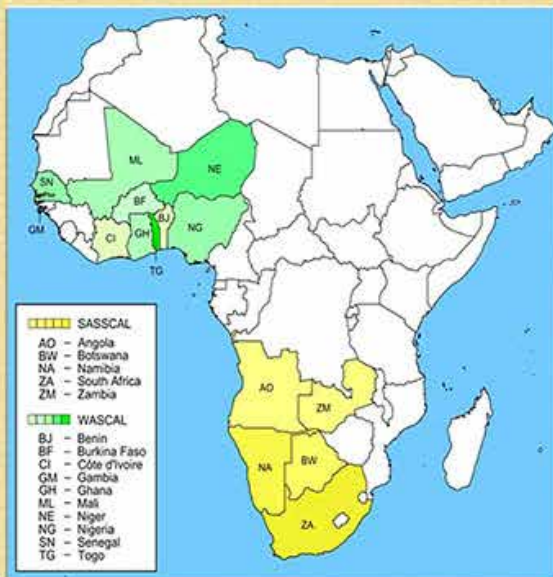 ML
NE
SN
BF
BJ
NG
GM
CI
GH
TG
AO
ZM
NA
BW
ZA
SASSCAL
AO – Angola
BW – Botswana
NA – Namibia
ZA – South Africa
ZM – Zambia
WASCAL
BJ – Benin
BF – Burkina Faso
CI – Côte d'Ivoire
GM – Gambia
GH – Ghana
ML – Mali
NE – Niger
NG – Nigeria
SN – Senegal
TG – Togo